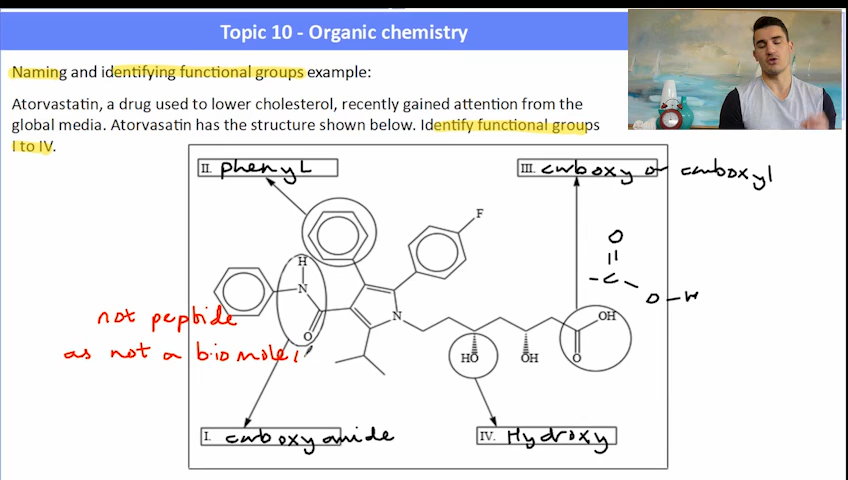 Topic 10 - Organic chemistry
Naming and identifying functional groups example:
Atorvastatin, a drug used to lower cholesterol, recently gained attention from the
global media. Atorvasatin has the structure shown below. Identify functional groups
I to IV.
II. phenyl
III. carboxy or carboxyl
F
O
H
N
- C
O - H
not peptide
N
OH
O
as not a biomole
HO
OH
O
I. carboxyamide
IV. Hydroxy